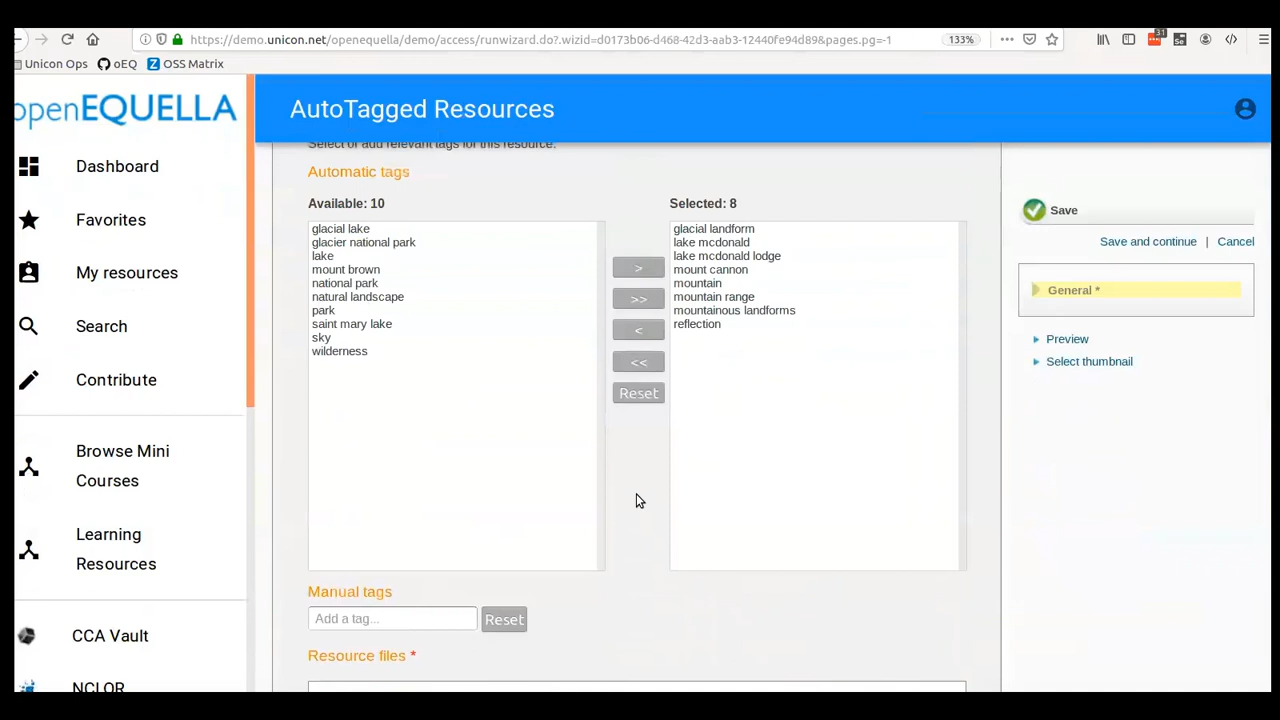 https://demo.unicon.net/openequella/demo/access/runwizard.do?.wizid=d0173b06-d468-42d3-aab3-12440fe94d89&pages.pg=-1
133%
31
Unicon Ops
oEQ
Z OSS Matrix
openEQUELLA
AutoTagged Resources
Dashboard
Favorites
My resources
Search
Contribute
Browse Mini
Courses
Learning
Resources
CCA Vault
NCLOR
Select or add relevant tags for this resource.
Automatic tags
Available: 10
glacial lake
glacier national park
lake
mount brown
national park
natural landscape
park
saint mary lake
sky
wilderness
>
>>
<
<<
Reset
Selected: 8
glacial landform
lake mcdonald
lake mcdonald lodge
mount cannon
mountain
mountain range
mountainous landforms
reflection
Manual tags
Add a tag...
Reset
Resource files *
Save
Save and continue | Cancel
General *
Preview
Select thumbnail